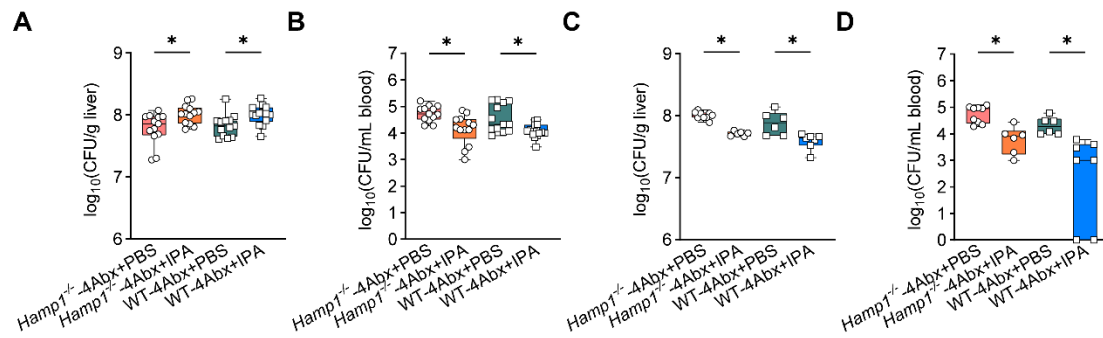 A
log10(CFU/g liver)
9
8
7
6
*
*
Hamp1-/- -4Abx+PBS
Hamp1-/- -4Abx+IPA
WT-4Abx+PBS
WT-4Abx+IPA
B
log10(CFU/mL blood)
7
6
5
4
3
2
1
0
*
*
Hamp1-/- -4Abx+PBS
Hamp1-/- -4Abx+IPA
WT-4Abx+PBS
WT-4Abx+IPA
C
log10(CFU/g liver)
9
8
7
6
*
*
Hamp1-/- -4Abx+PBS
Hamp1-/- -4Abx+IPA
WT-4Abx+PBS
WT-4Abx+IPA
D
log10(CFU/mL blood)
7
6
5
4
3
2
1
0
*
*
Hamp1-/- -4Abx+PBS
Hamp1-/- -4Abx+IPA
WT-4Abx+PBS
WT-4Abx+IPA